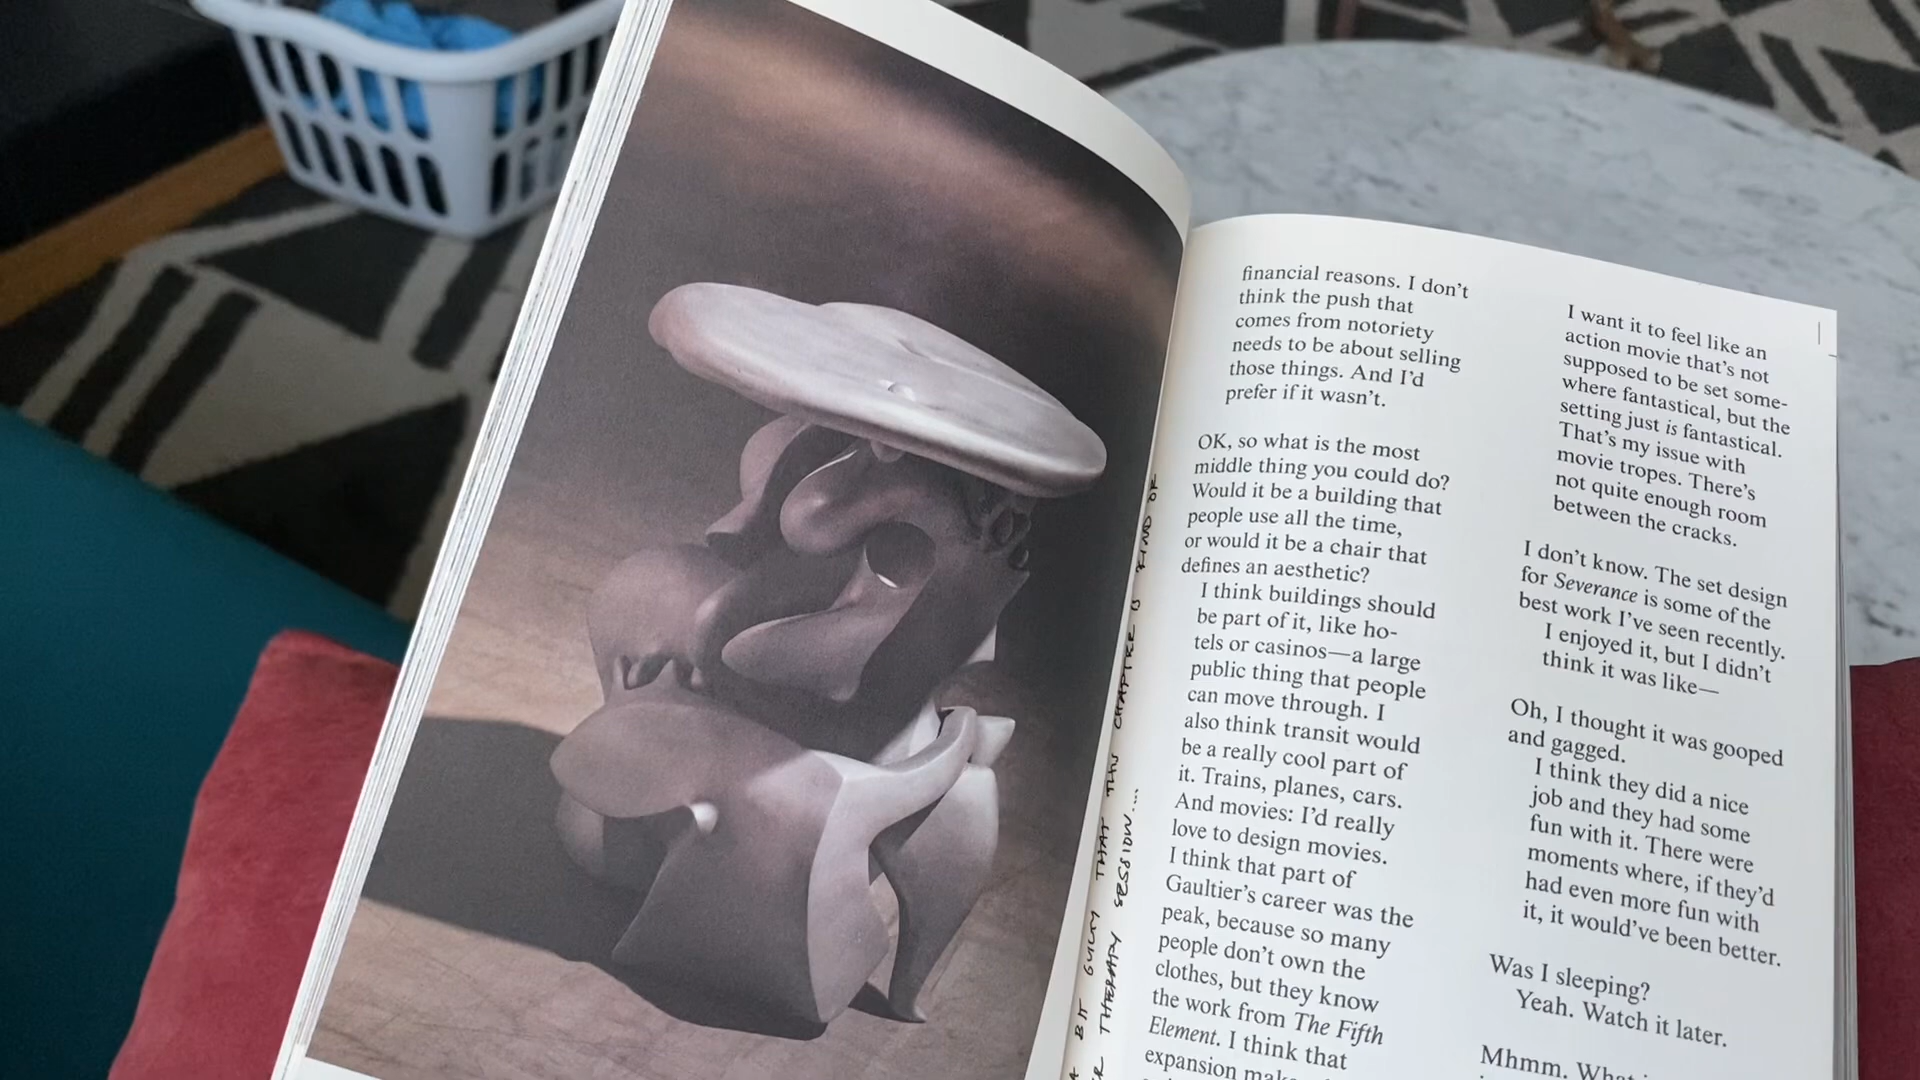 financial reasons. I don't
think the push that
comes from notoriety
needs to be about selling
those things. And I'd
prefer if it wasn't.
OK, so what is the most
middle thing you could do?
Would it be a building that
people use all the time,
or would it be a chair that
defines an aesthetic?
I think buildings should
be part of it, like ho-
tels or casinos—a large
public thing that people
can move through. I
also think transit would
be a really cool part of
it. Trains, planes, cars.
And movies: I'd really
love to design movies.
I think that part of
Gaultier's career was the
peak, because so many
people don't own the
clothes, but they know
the work from The Fifth
Element. I think that
expansion
I want it to feel like an
action movie that's not
supposed to be set some-
where fantastical, but the
setting just is fantastical.
That's my issue with
movie tropes. There's
not quite enough room
between the cracks.
I don't know. The set design
for Severance is some of the
best work I've seen recently.
I enjoyed it, but I didn't
think it was like—
Oh, I thought it was gooped
and gagged.
I think they did a nice
job and they had some
fun with it. There were
moments where, if they'd
had even more fun with
it, it would've been better.
Was I sleeping?
Yeah. Watch it later.
Mhmm. What
A BIT GUILTY THAT THIS CHAPTER IS KIND OF
THERAPY SESSION....